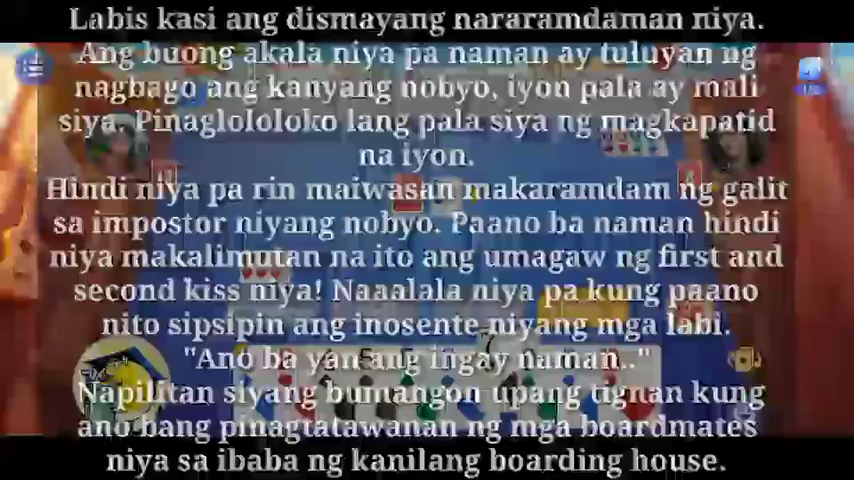 Labis kasi ang dismayang nararamdaman niya.
Ang buong akala niya pa naman ay tuluyan ng
nagbago ang kanyang nobyo, iyon pala ay mali
siya. Pinaglololoko lang pala siya ng magkapatid
na iyon.
Hindi niya pa rin maiwasan makaramdam ng galit
sa impostor niyang nobyo. Paano ba naman hindi
niya makalimutan na ito ang umagaw ng first and
second kiss niya! Naaalala niya pa kung paano
nito sipsipin ang inosente niyang mga labi.
"Ano ba yan ang ingay naman.."
Napilitan siyang bumangon upang tignan kung
ano bang pinagtatawanan ng mga boardmates
niya sa ibaba ng kanilang boarding house.